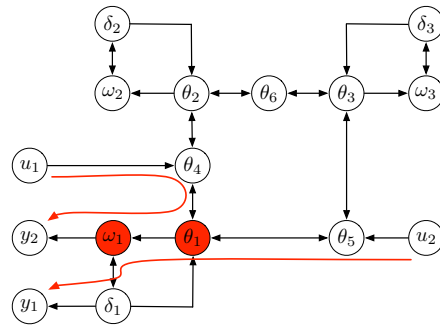 δ₂ δ₃
ω₂ θ₂ θ₆ θ₃ ω₃
u₁ θ₄
y₂ ω₁ θ₁ θ₅ u₂
y₁ δ₁